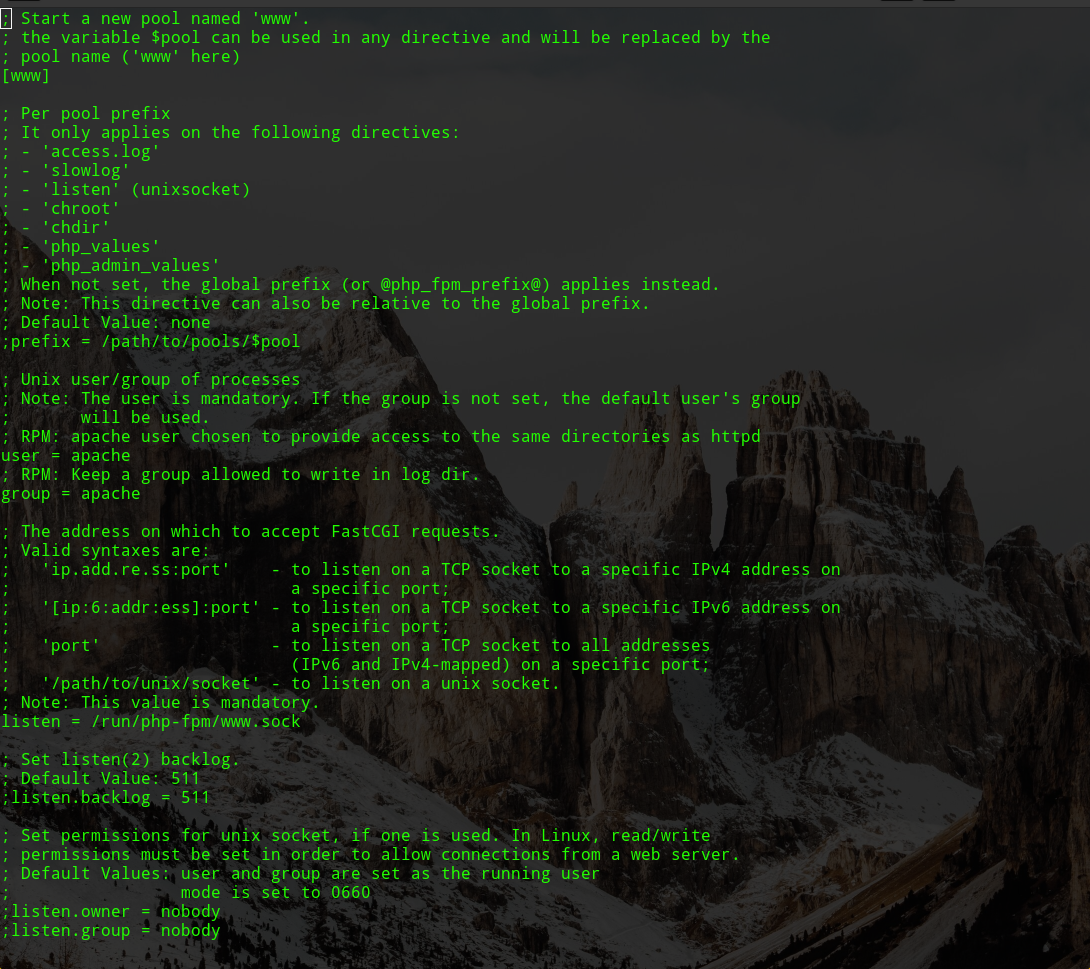 ; Start a new pool named 'www'.
; the variable $pool can be used in any directive and will be replaced by the
; pool name ('www' here)
[www]
; Per pool prefix
; It only applies on the following directives:
; - 'access.log'
; - 'slowlog'
; - 'listen' (unixsocket)
; - 'chroot'
; - 'chdir'
; - 'php_values'
; - 'php_admin_values'
; When not set, the global prefix (or @php_fpm_prefix@) applies instead.
; Note: This directive can also be relative to the global prefix.
; Default Value: none
;prefix = /path/to/pools/$pool
; Unix user/group of processes
; Note: The user is mandatory. If the group is not set, the default user's group
;       will be used.
; RPM: apache user chosen to provide access to the same directories as httpd
user = apache
; RPM: Keep a group allowed to write in log dir.
group = apache
; The address on which to accept FastCGI requests.
; Valid syntaxes are:
;   'ip.add.re.ss:port'    - to listen on a TCP socket to a specific IPv4 address on
;                            a specific port;
;   '[ip:6:addr:ess]:port' - to listen on a TCP socket to a specific IPv6 address on
;                            a specific port;
;   'port'                 - to listen on a TCP socket to all addresses
;                            (IPv6 and IPv4-mapped) on a specific port;
;   '/path/to/unix/socket' - to listen on a unix socket.
; Note: This value is mandatory.
listen = /run/php-fpm/www.sock
; Set listen(2) backlog.
; Default Value: 511
;listen.backlog = 511
; Set permissions for unix socket, if one is used. In Linux, read/write
; permissions must be set in order to allow connections from a web server.
; Default Values: user and group are set as the running user
;                 mode is set to 0660
;listen.owner = nobody
;listen.group = nobody